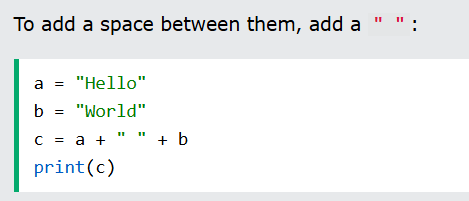 To add a space between them, add a " ":
a = "Hello"
b = "World"
c = a + " " + b
print(c)